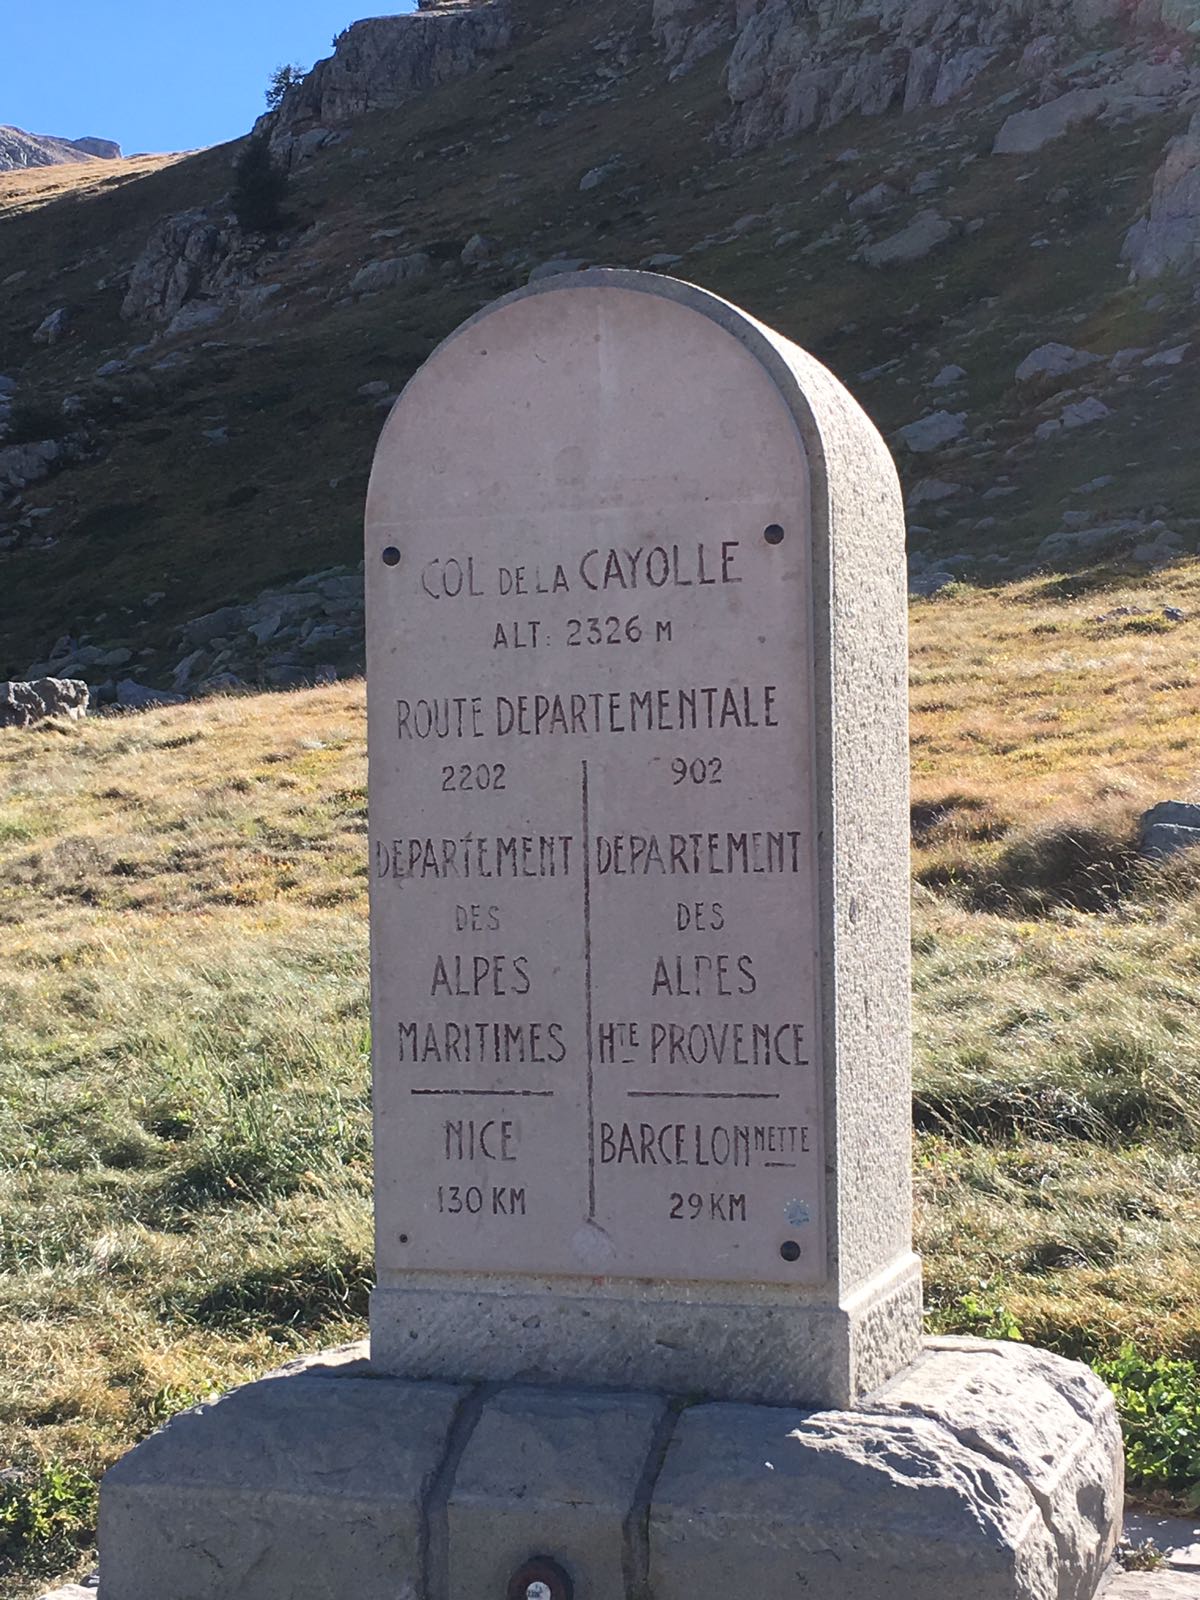 COL DE LA CAYOLLE
ALT: 2326 M
ROUTE DEPARTEMENTALE
2202
DEPARTEMENT
DES
ALPES
MARITIMES
NICE
130 KM
902
DEPARTEMENT
DES
ALPES
HTE PROVENCE
BARCELONNETTE
29 KM